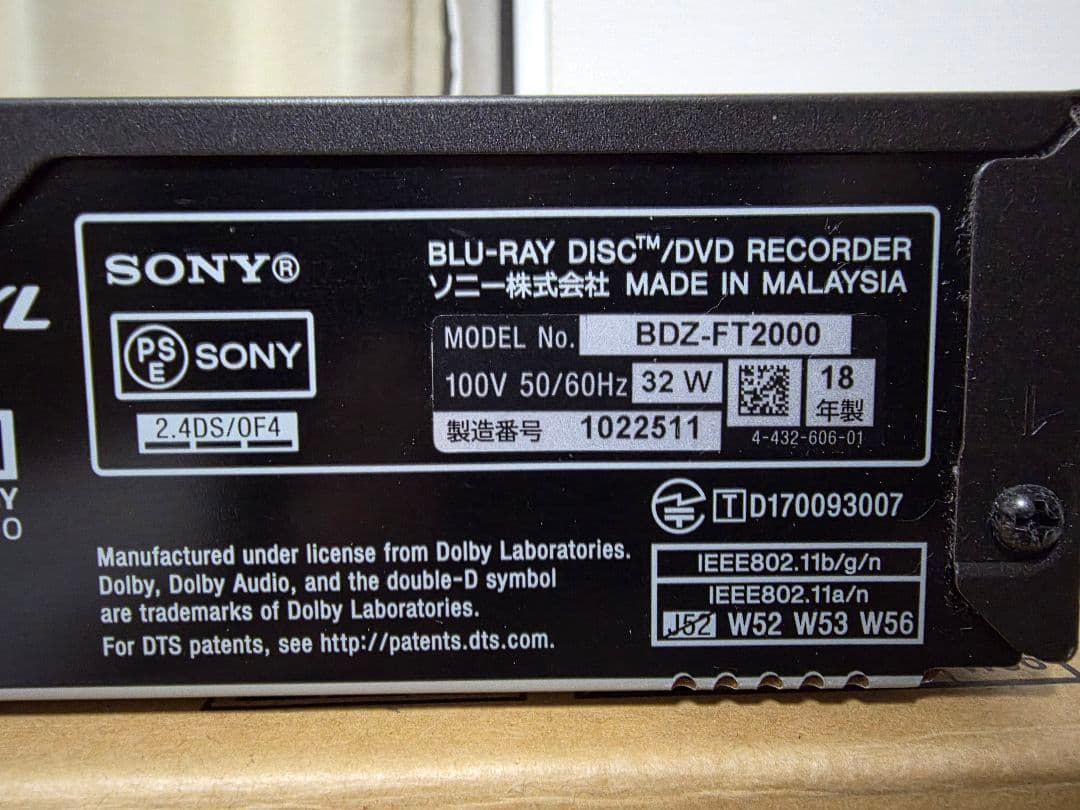 SONY®
BLU-RAY DISC™/DVD RECORDER
ソニー株式会社 MADE IN MALAYSIA
PSE SONY
MODEL No. BDZ-FT2000
100V 50/60Hz 32 W
18年製
2.4DS/OF4
製造番号 1022511
4-432-606-01
T D170093007
Manufactured under license from Dolby Laboratories.
Dolby, Dolby Audio, and the double-D symbol
are trademarks of Dolby Laboratories.
For DTS patents, see http://patents.dts.com.
IEEE802.11b/g/n
IEEE802.11a/n
J52 W52 W53 W56